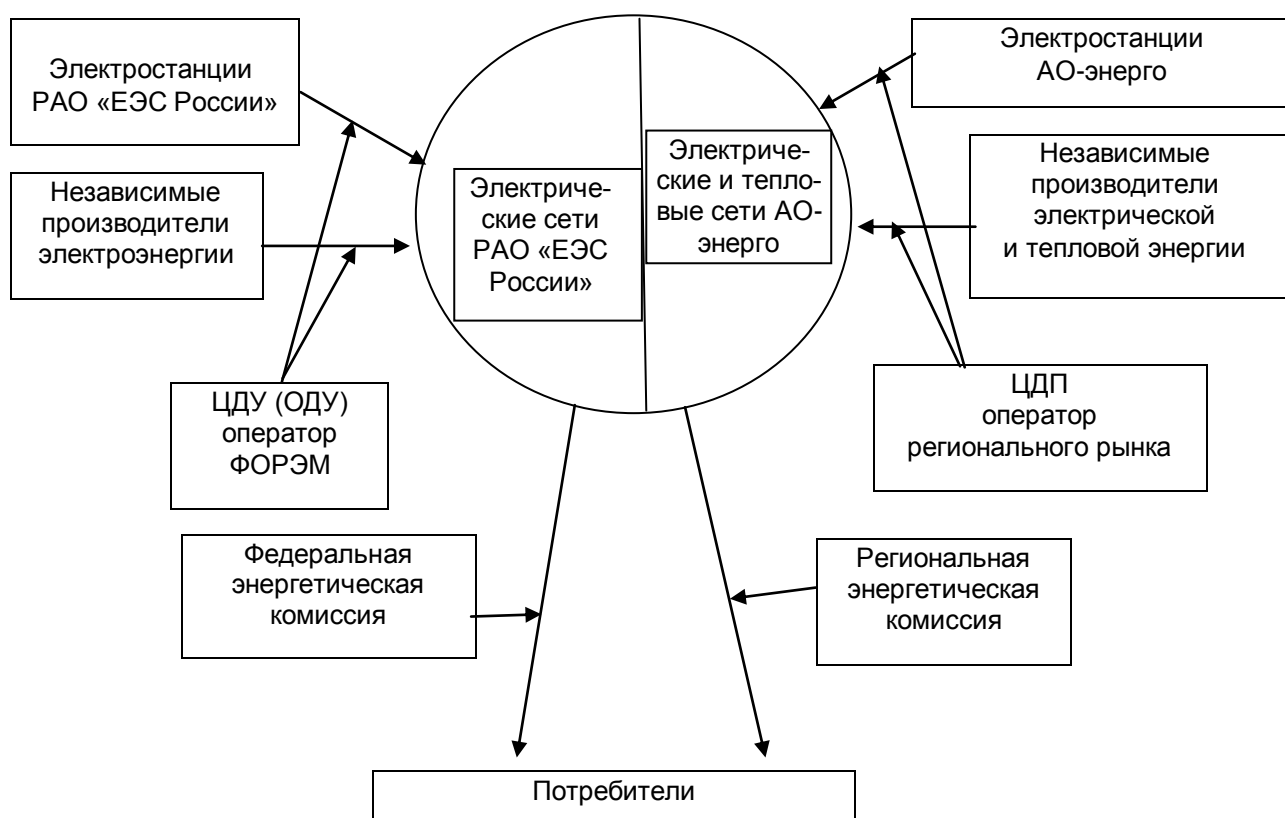 Электростанции
РАО «ЕЭС России»
Электростанции
АО-энерго
Независимые
производители
электроэнергии
Электриче-
ские сети
РАО «ЕЭС
России»
Электриче-
ские и тепло-
вые сети АО-
энерго
Независимые
производители
электрической
и тепловой энергии
ЦДУ (ОДУ)
оператор
ФОРЭМ
ЦДП
оператор
регионального рынка
Федеральная
энергетическая
комиссия
Региональная
энергетическая
комиссия
Потребители